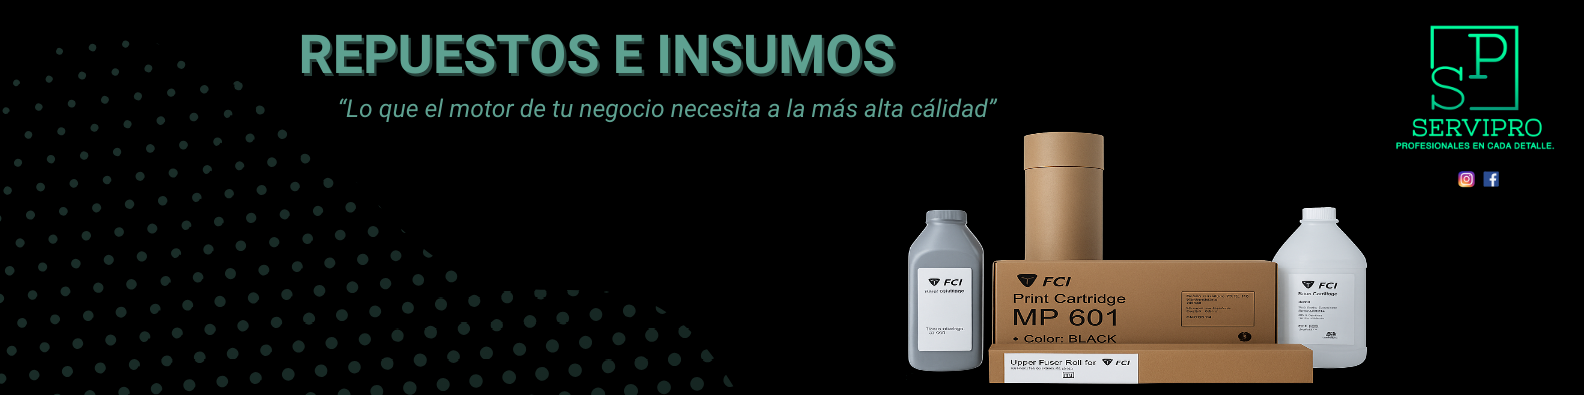 REPUESTOS E INSUMOS
“Lo que el motor de tu negocio necesita a la más alta cálidad”
SP
SERVIPRO
PROFESIONALES EN CADA DETALLE.
FCI
FCI
Print Cartridge
MP 601
Color: BLACK
FCI
Upper Fuser Roll for FCI